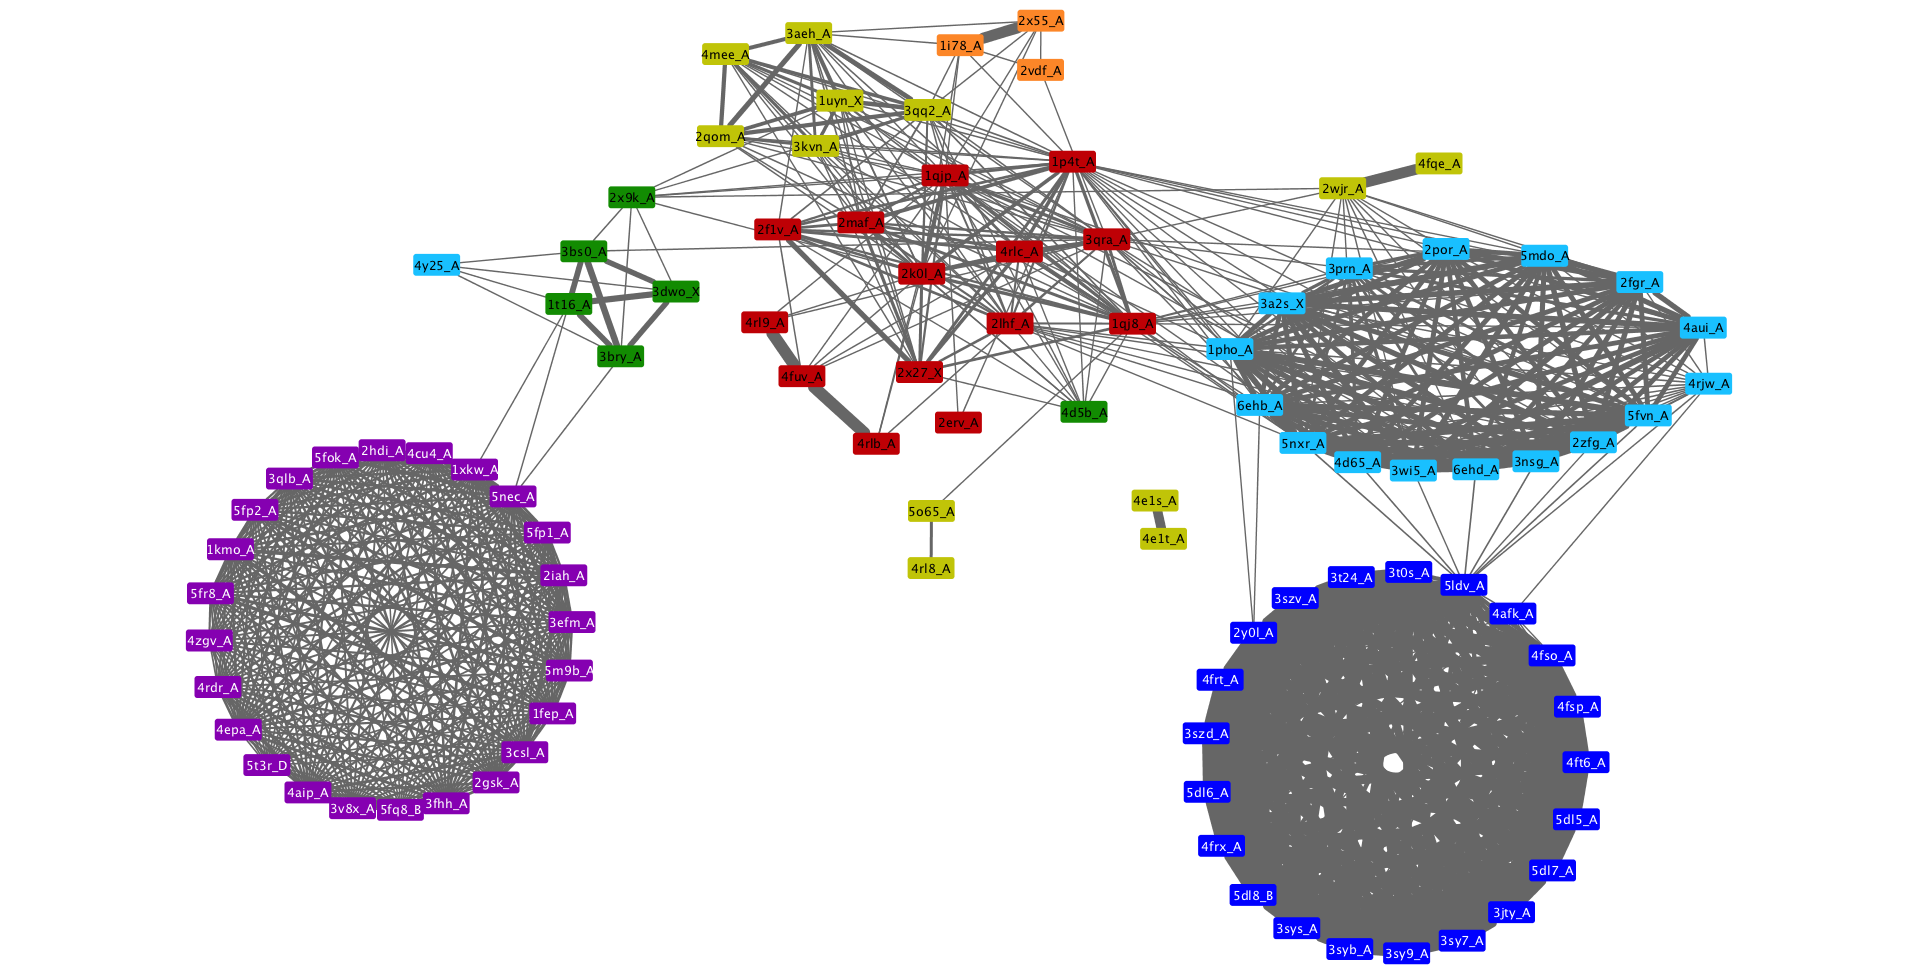 2x55_A
3aeh_A
1i78_A
4mee_A
2vdf_A
1uyn_X
3qq2_A
2qom_A
3kvn_A
1p4t_A
4fqe_A
1qjp_A
2wjr_A
2x9k_A
2maf_A
2f1v_A
3qra_A
3bs0_A
4rlc_A
2por_A
5mdo_A
4y25_A
3prn_A
2k0l_A
2fgr_A
3dwo_X
1t16_A
3a2s_X
4rl9_A
2lhf_A
1qj8_A
4aui_A
1pho_A
3bry_A
4fuv_A
2x27_X
4rjw_A
6ehb_A
4d5b_A
5fvn_A
2erv_A
4rlb_A
5nxr_A
2zfg_A
2hdi_A
4cu4_A
5fok_A
1xkw_A
4d65_A
3wi5_A
6ehd_A
3nsg_A
3qlb_A
5nec_A
4e1s_A
5fp2_A
5o65_A
5fp1_A
4e1t_A
1kmo_A
4rl8_A
2iah_A
3t24_A
3t0s_A
5ldv_A
5fr8_A
3szv_A
4afk_A
3efm_A
2y0l_A
4zgv_A
4fso_A
5m9b_A
4frt_A
4rdr_A
4fsp_A
1fep_A
4epa_A
3szd_A
3csl_A
4ft6_A
5t3r_D
2gsk_A
4aip_A
5dl6_A
3fhh_A
3v8x_A
5fq8_B
5dl5_A
4frx_A
5dl7_A
5dl8_B
3jty_A
3sys_A
3sy7_A
3syb_A
3sy9_A